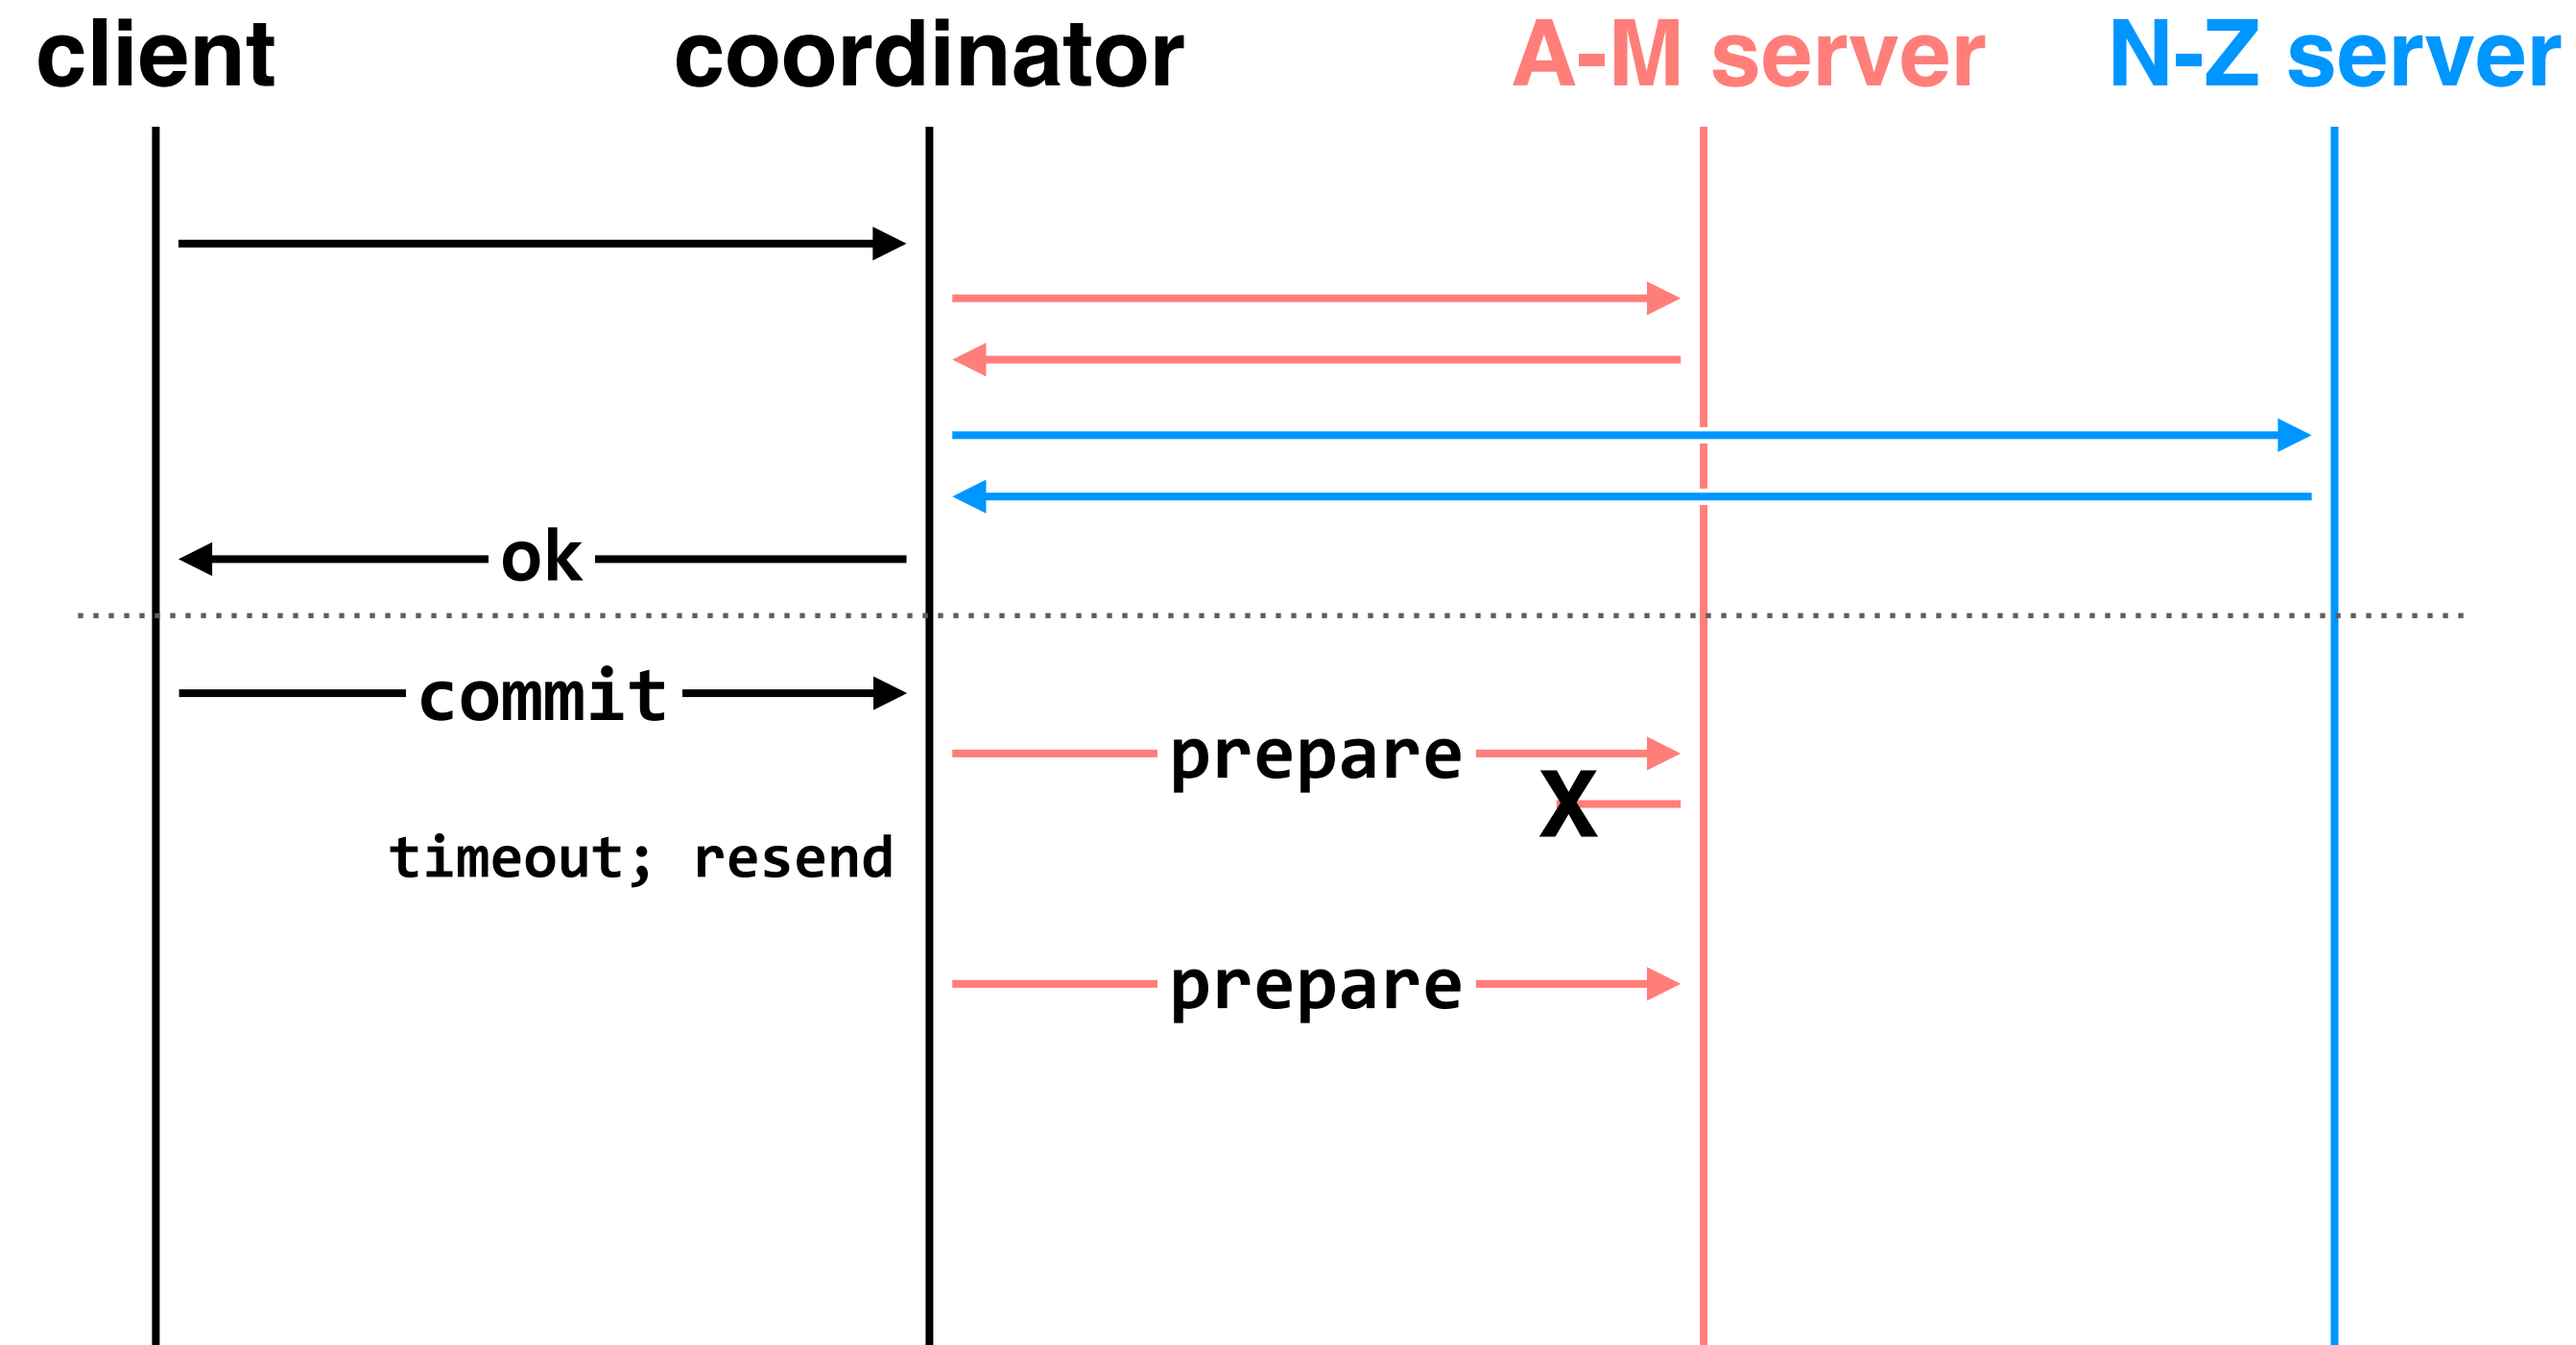 client coordinator A-M server N-Z server
ok
commit
prepare
X
timeout; resend
prepare